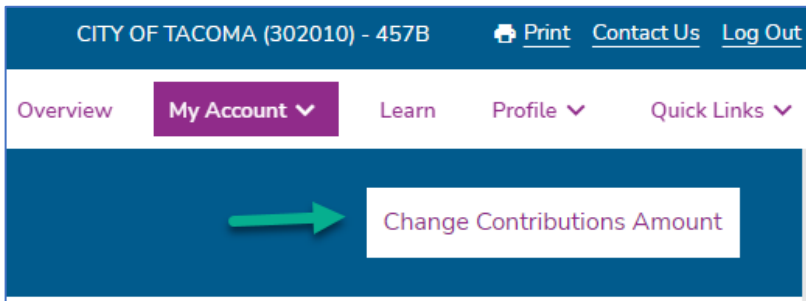 CITY OF TACOMA (302010) - 457B Print Contact Us Log Out
Overview My Account Learn Profile Quick Links
Change Contributions Amount